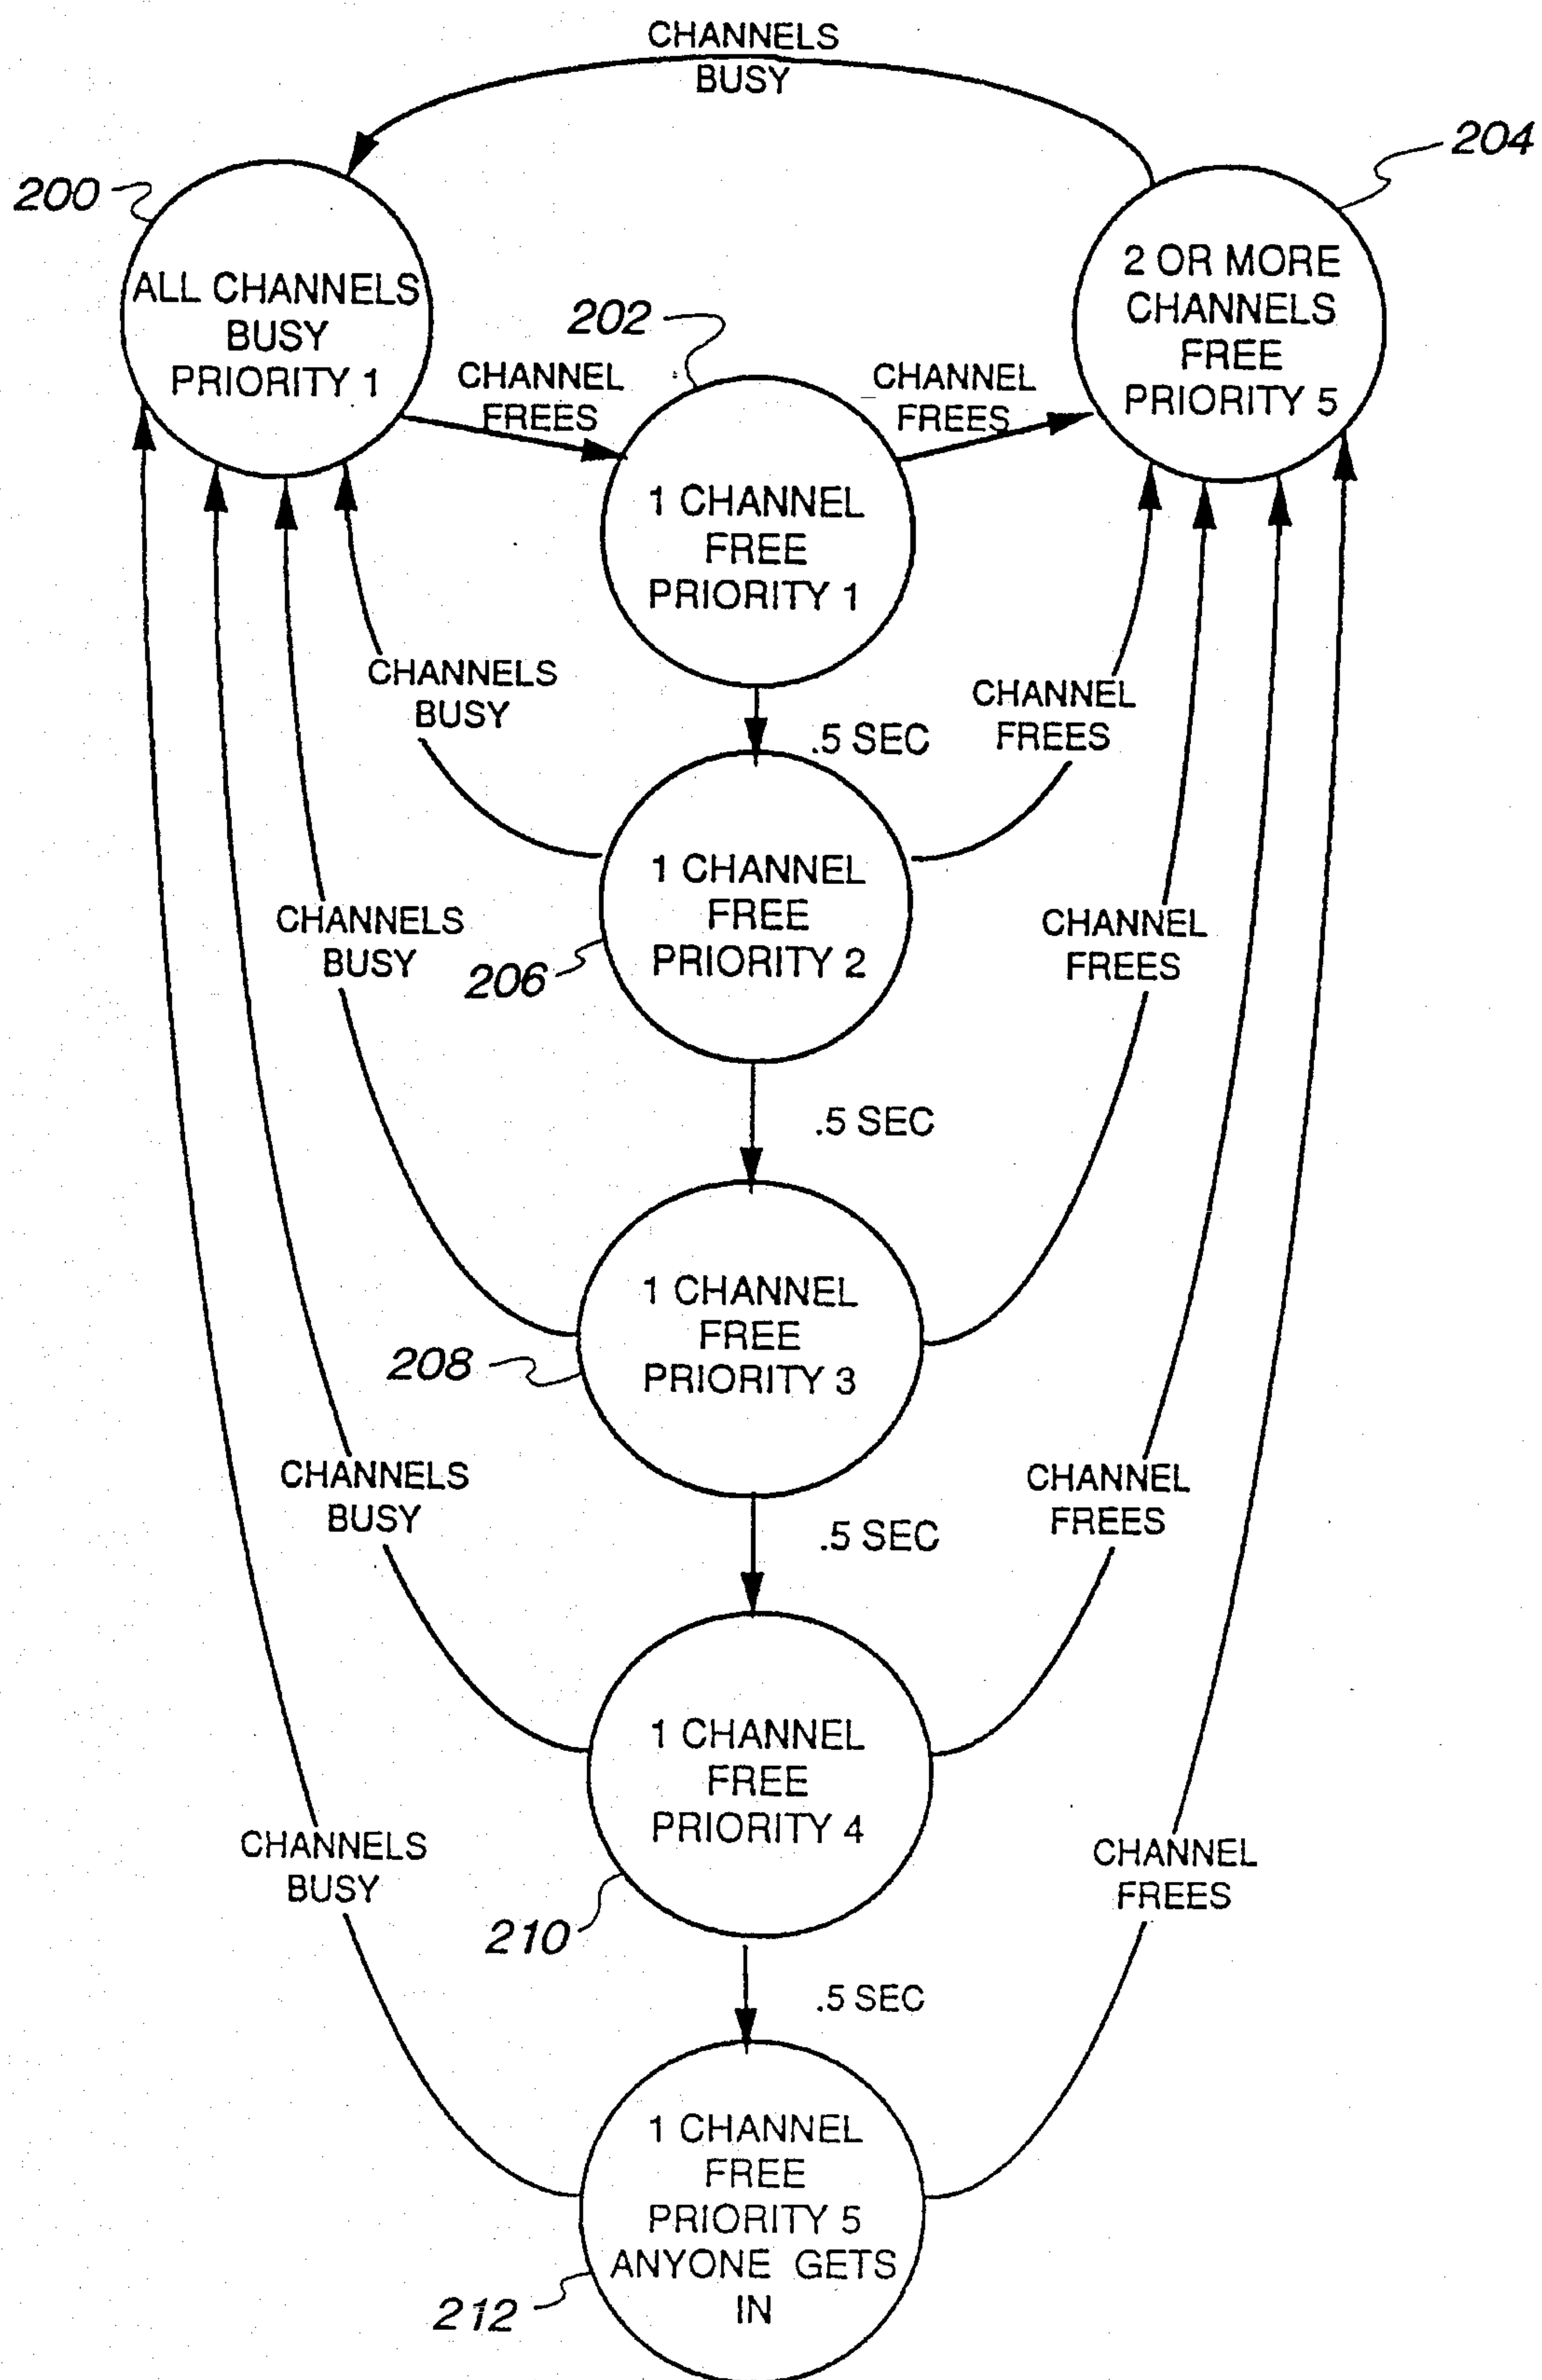 CHANNELS
BUSY
204
200
2 OR MORE
CHANNELS
FREE
PRIORITY 5
ALL CHANNELS
BUSY
PRIORITY 1
202
CHANNEL
FREES
CHANNEL
FREES
1 CHANNEL
FREE
PRIORITY 1
CHANNELS
BUSY
CHANNEL
FREES
.5 SEC
1 CHANNEL
FREE
PRIORITY 2
206
CHANNELS
BUSY
CHANNEL
FREES
.5 SEC
1 CHANNEL
FREE
PRIORITY 3
208
CHANNELS
BUSY
CHANNEL
FREES
.5 SEC
1 CHANNEL
FREE
PRIORITY 4
210
CHANNELS
BUSY
CHANNEL
FREES
.5 SEC
1 CHANNEL
FREE
PRIORITY 5
ANYONE GETS
IN
212